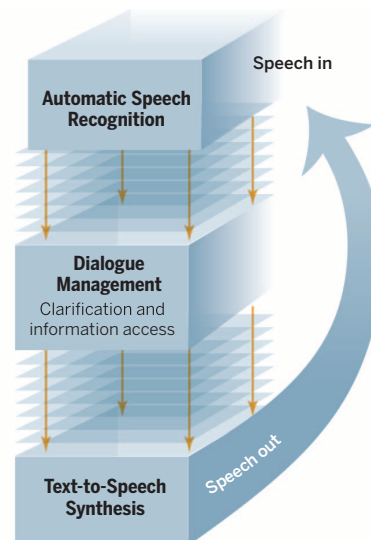 Speech in
Automatic Speech
Recognition
Dialogue
Management
Clarification and
information access
Speech out
Text-to-Speech
Synthesis